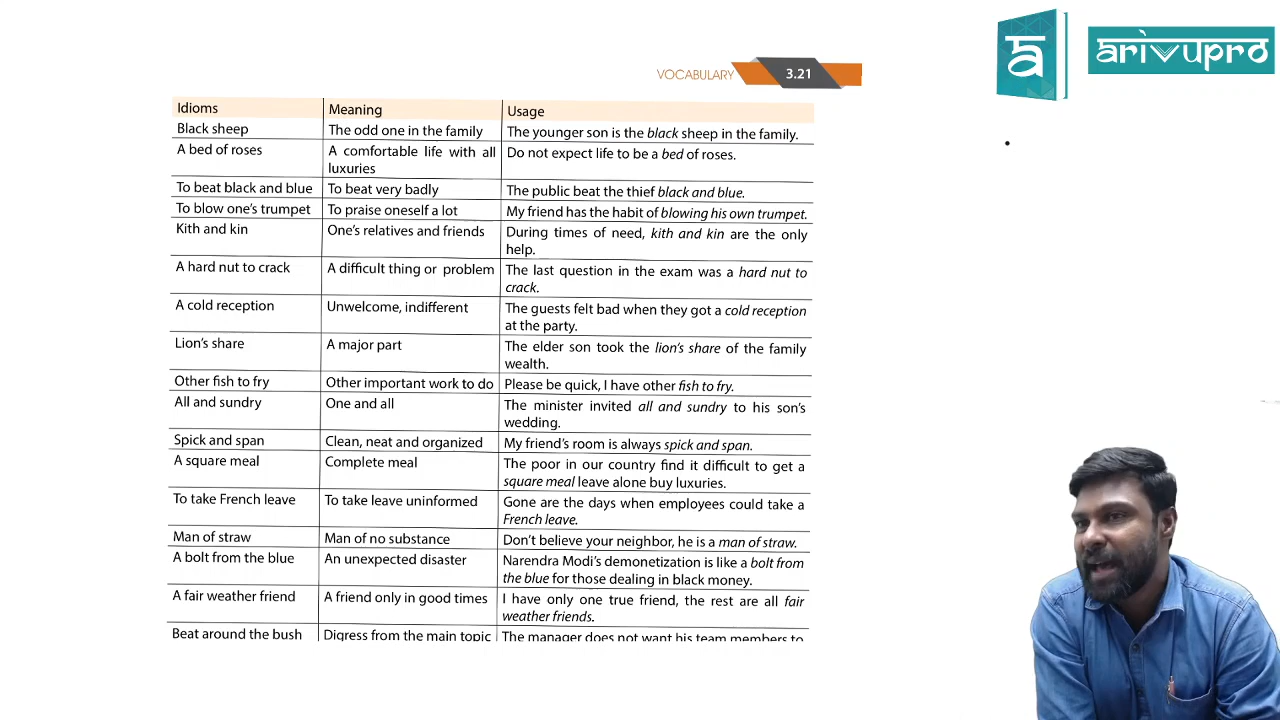 arivupro
VOCABULARY 3.21
Idioms Meaning Usage
Black sheep The odd one in the family The younger son is the black sheep in the family.
A bed of roses A comfortable life with all Do not expect life to be a bed of roses.
luxuries
To beat black and blue To beat very badly The public beat the thief black and blue.
To blow one's trumpet To praise oneself a lot My friend has the habit of blowing his own trumpet.
Kith and kin One's relatives and friends During times of need, kith and kin are the only
help.
A hard nut to crack A difficult thing or problem The last question in the exam was a hard nut to
crack.
A cold reception Unwelcome, indifferent The guests felt bad when they got a cold reception
at the party.
Lion's share A major part The elder son took the lion's share of the family
wealth.
Other fish to fry Other important work to do Please be quick, I have other fish to fry.
All and sundry One and all The minister invited all and sundry to his son's
wedding.
Spick and span Clean, neat and organized My friend's room is always spick and span.
A square meal Complete meal The poor in our country find it difficult to get a
square meal leave alone buy luxuries.
To take French leave To take leave uninformed Gone are the days when employees could take a
French leave.
Man of straw Man of no substance Don't believe your neighbor, he is a man of straw.
A bolt from the blue An unexpected disaster Narendra Modi's demonetization is like a bolt from
the blue for those dealing in black money.
A fair weather friend A friend only in good times I have only one true friend, the rest are all fair
weather friends.
Beat around the bush Digress from the main topic The manager does not want his team members to